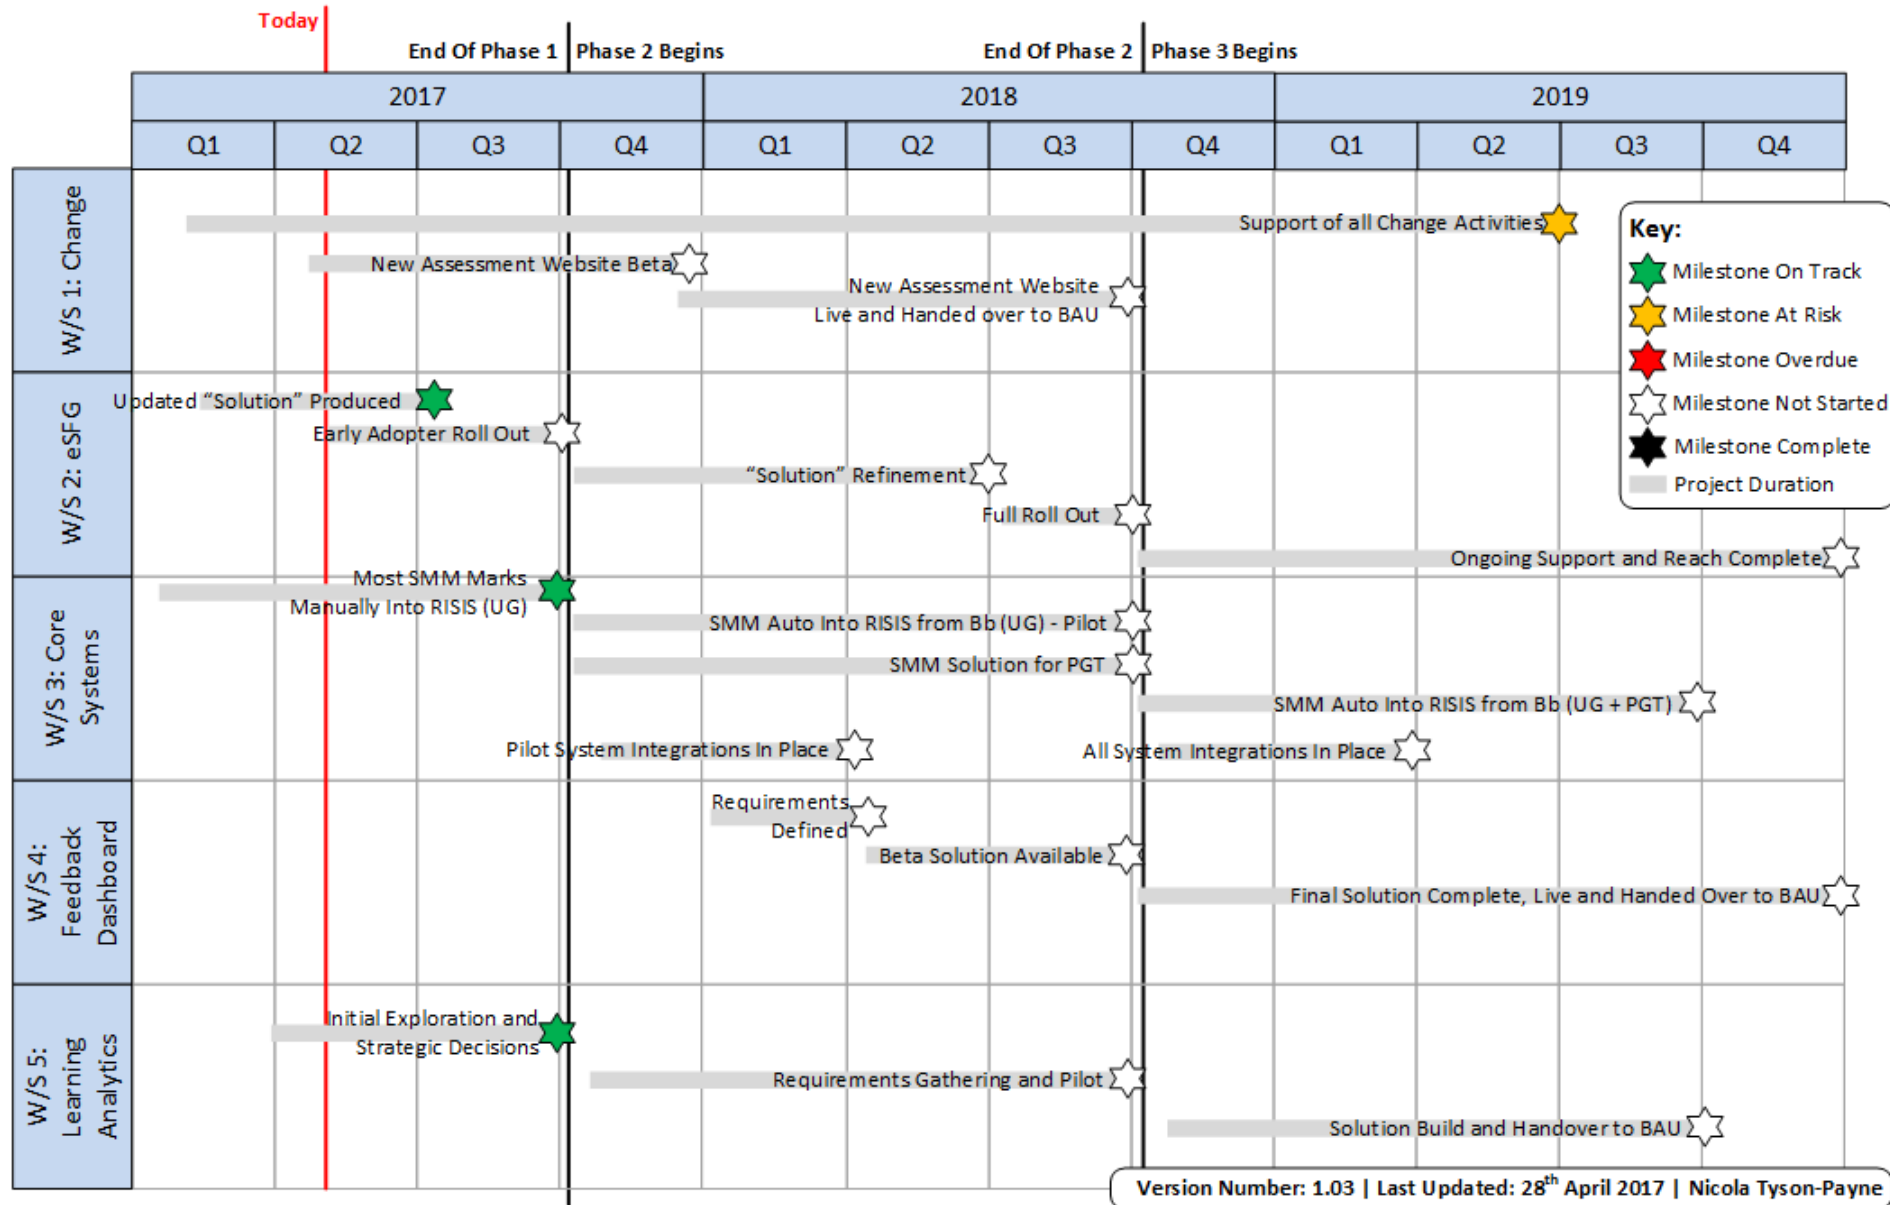 Today
End Of Phase 1
Phase 2 Begins
End Of Phase 2
Phase 3 Begins
2017
2018
2019
Q1
Q2
Q3
Q4
Q1
Q2
Q3
Q4
Q1
Q2
Q3
Q4
W/S 1: Change
Support of all Change Activities
New Assessment Website Beta
New Assessment Website
Live and Handed over to BAU
Key:
Milestone On Track
Milestone At Risk
Milestone Overdue
Milestone Not Started
Milestone Complete
Project Duration
W/S 2: eSFG
Updated “Solution” Produced
Early Adopter Roll Out
“Solution” Refinement
Full Roll Out
Ongoing Support and Reach Complete
W/S 3: Core
Systems
Most SMM Marks
Manually Into RISIS (UG)
SMM Auto Into RISIS from Bb (UG) - Pilot
SMM Solution for PGT
SMM Auto Into RISIS from Bb (UG + PGT)
Pilot System Integrations In Place
All System Integrations In Place
W/S 4:
Feedback
Dashboard
Requirements
Defined
Beta Solution Available
Final Solution Complete, Live and Handed Over to BAU
W/S 5:
Learning
Analytics
Initial Exploration and
Strategic Decisions
Requirements Gathering and Pilot
Solution Build and Handover to BAU
Version Number: 1.03 | Last Updated: 28th April 2017 | Nicola Tyson-Payne